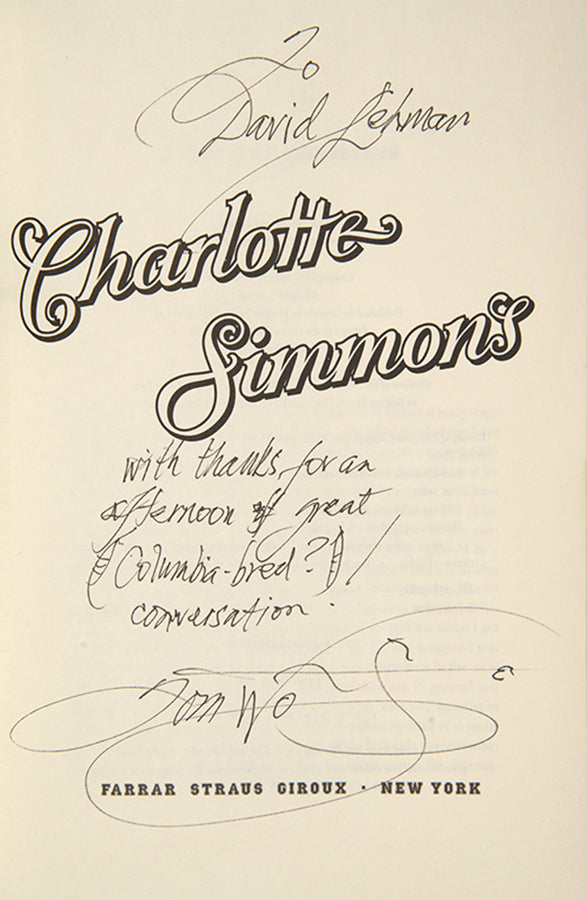 To
David Lehman
Charlotte
Simmons
with thanks for an
afternoon of great
(Columbia-bred?)
conversation.
Tom Wolfe
FARRAR STRAUS GIROUX · NEW YORK